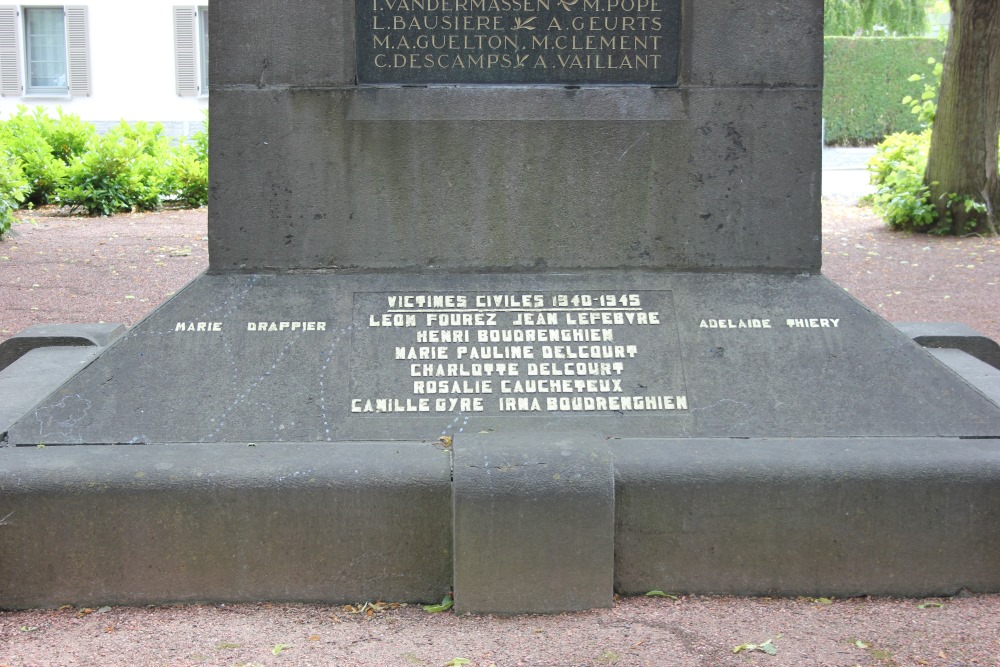 I. VANDERMASSEN M. POPE
L. BAUSIÈRE A. GEURTS
M.A. GUELTON. M. CLEMENT
C. DESCAMPS A. VAILLANT
VICTIMES CIVILES 1940-1945
LEON FOUREZ JEAN LEFEBVRE
HENRI BOUDRENGHIEN
MARIE PAULINE DELCOURT
CHARLOTTE DELCOURT
ROSALIE CAUCHETEUX
CAMILLE GYRE IRMA BOUDRENGHIEN
MARIE DRAPPIER
ADELAIDE THIERY